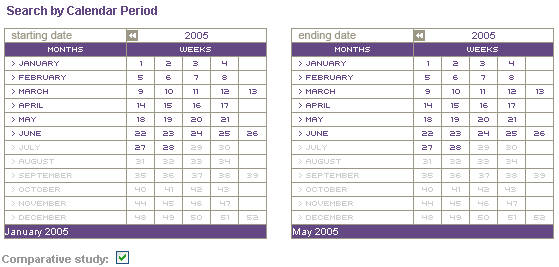 Search by Calendar Period
starting date 2005
MONTHS WEEKS
> JANUARY 1 2 3 4
> FEBRUARY 5 6 7 8
> MARCH 9 10 11 12 13
> APRIL 14 15 16 17
> MAY 18 19 20 21
> JUNE 22 23 24 25 26
> JULY 27 28 29 30
> AUGUST 31 32 33 34
> SEPTEMBER 35 36 37 38 39
> OCTOBER 40 41 42 43
> NOVEMBER 44 45 46 47
> DECEMBER 48 49 50 51 52
January 2005
ending date 2005
MONTHS WEEKS
> JANUARY 1 2 3 4
> FEBRUARY 5 6 7 8
> MARCH 9 10 11 12 13
> APRIL 14 15 16 17
> MAY 18 19 20 21
> JUNE 22 23 24 25 26
> JULY 27 28 29 30
> AUGUST 31 32 33 34
> SEPTEMBER 35 36 37 38 39
> OCTOBER 40 41 42 43
> NOVEMBER 44 45 46 47
> DECEMBER 48 49 50 51 52
May 2005
Comparative study: